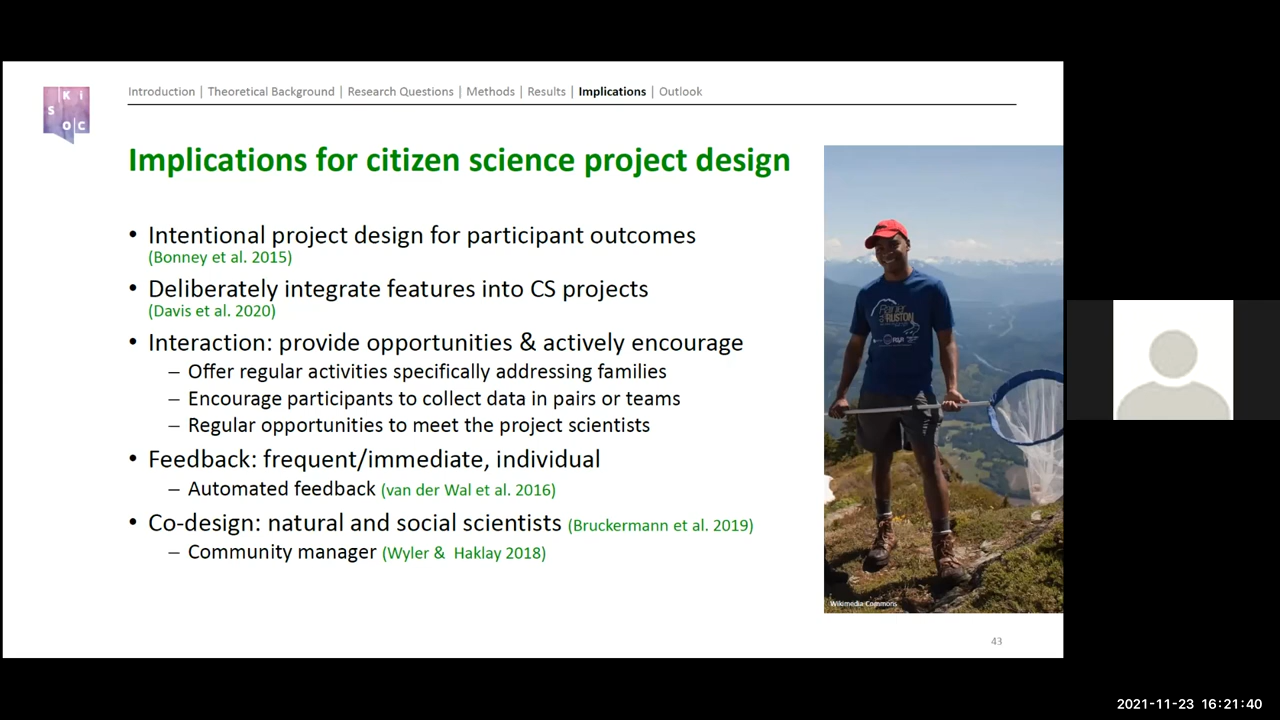 S K i
O C
Introduction | Theoretical Background | Research Questions | Methods | Results | Implications | Outlook
Implications for citizen science project design
• Intentional project design for participant outcomes
(Bonney et al. 2015)
• Deliberately integrate features into CS projects
(Davis et al. 2020)
• Interaction: provide opportunities & actively encourage
– Offer regular activities specifically addressing families
– Encourage participants to collect data in pairs or teams
– Regular opportunities to meet the project scientists
• Feedback: frequent/immediate, individual
– Automated feedback (van der Wal et al. 2016)
• Co-design: natural and social scientists (Bruckermann et al. 2019)
– Community manager (Wyler & Haklay 2018)
RUSTON
Wikimedia Commons
43
2021-11-23 16:21:40